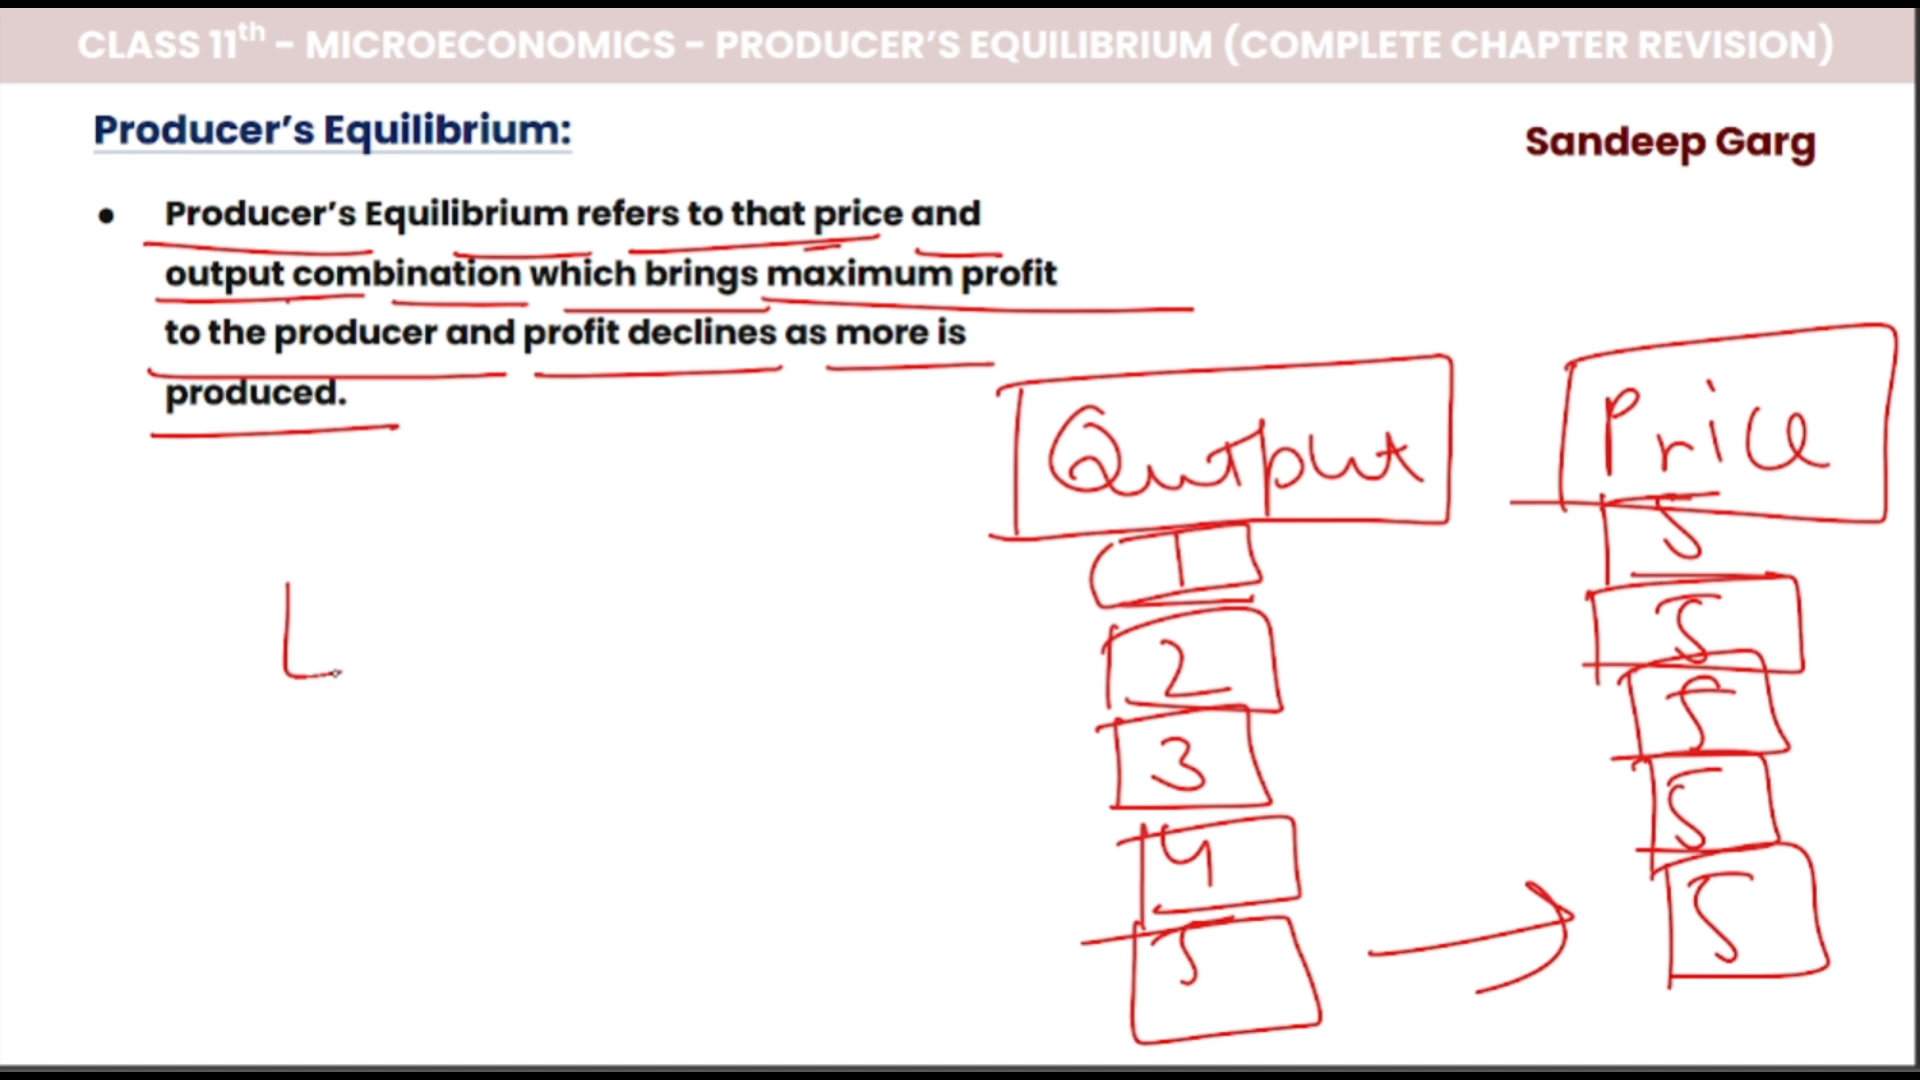 CLASS 11th - MICROECONOMICS - PRODUCER'S EQUILIBRIUM (COMPLETE CHAPTER REVISION)
Producer's Equilibrium:
Sandeep Garg
● Producer's Equilibrium refers to that price and
output combination which brings maximum profit
to the producer and profit declines as more is
produced.
Output Price
1 5
2 5
3 5
4 5
5 5
L